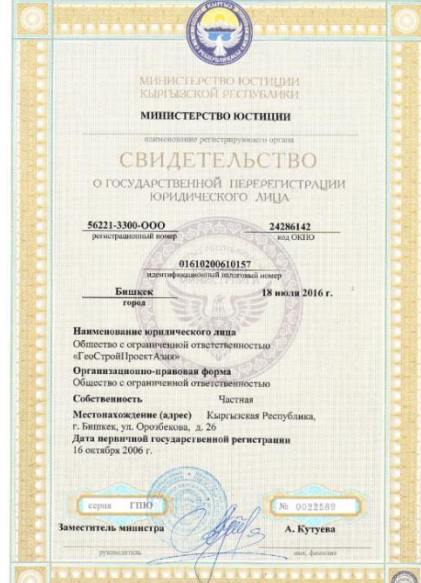 МИНИСТЕРСТВО ЮСТИЦИИ
КЫРГЫЗСКОЙ РЕСПУБЛИКИ
МИНИСТЕРСТВО ЮСТИЦИИ
наименование регистрирующего органа
СВИДЕТЕЛЬСТВО
О ГОСУДАРСТВЕННОЙ ПЕРЕРЕГИСТРАЦИИ
ЮРИДИЧЕСКОГО ЛИЦА
56221-3300-ООО 24286142
регистрационный номер код ОКПО
01610200610157
идентификационный налоговый номер
Бишкек 18 июля 2016 г.
город
Наименование юридического лица
Общество с ограниченной ответственностью
«ГеоСтройПроектАзия»
Организационно-правовая форма
Общество с ограниченной ответственностью
Собственность Частная
Местонахождение (адрес) Кыргызская Республика,
г. Бишкек, ул. Орозбекова, д. 26
Дата первичной государственной регистрации
16 октября 2006 г.
серия ГПЮ № 0022589
Заместитель министра А. Кутуева
руководитель имя, фамилия